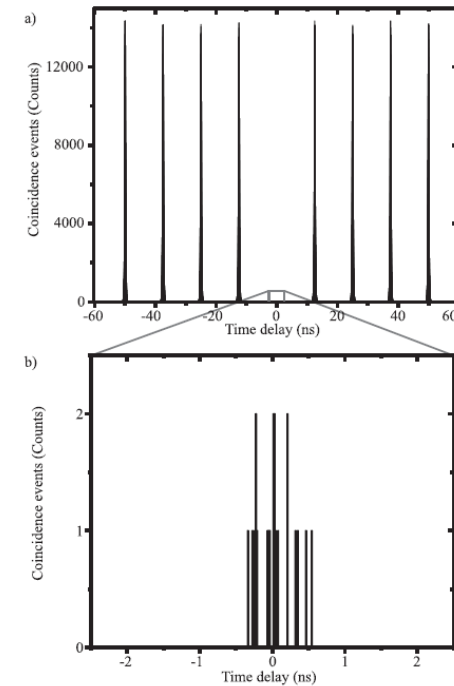 a)
Coincidence events (Counts)
12000
8000
4000
0
-60 -40 -20 0 20 40 60
Time delay (ns)
b)
Coincidence events (Counts)
2
1
0
-2 -1 0 1 2
Time delay (ns)